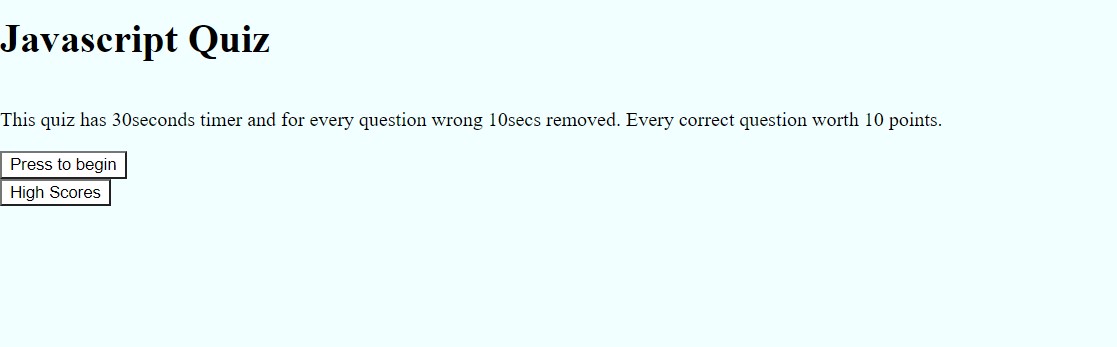 Javascript Quiz
This quiz has 30seconds timer and for every question wrong 10secs removed. Every correct question worth 10 points.
Press to begin
High Scores